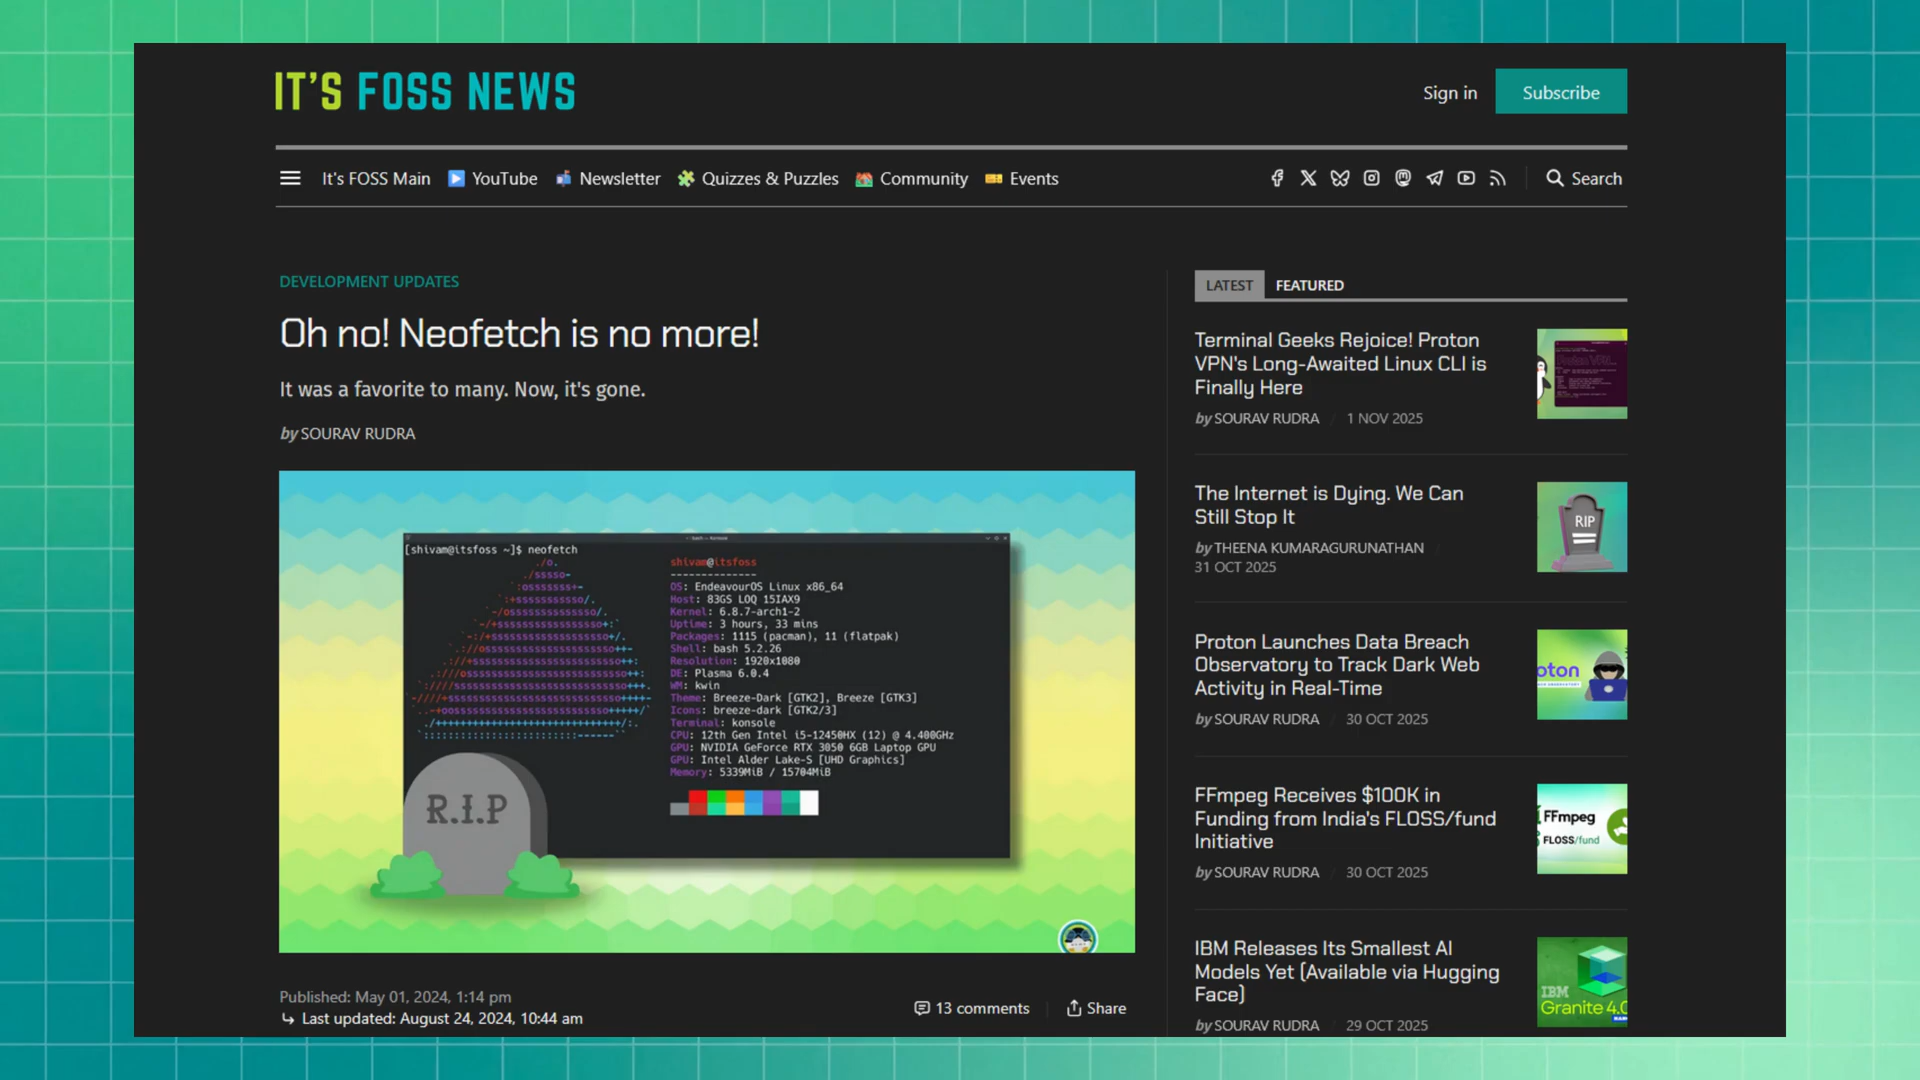 IT'S FOSS NEWS
Sign in
Subscribe
It's FOSS Main
YouTube
Newsletter
Quizzes & Puzzles
Community
Events
Search
DEVELOPMENT UPDATES
Oh no! Neofetch is no more!
It was a favorite to many. Now, it's gone.
by SOURAV RUDRA
[shivam@itsfoss ~]$ neofetch
shivam@itsfoss
--------------
OS: EndeavourOS Linux x86_64
Host: 83GS LOQ 15IAX9
Kernel: 6.8.7-arch1-2
Uptime: 3 hours, 33 mins
Packages: 1115 (pacman), 11 (flatpak)
Shell: bash 5.2.26
Resolution: 1920x1080
DE: Plasma 6.0.4
WM: kwin
Theme: Breeze-Dark [GTK2], Breeze [GTK3]
Icons: breeze-dark [GTK2/3]
Terminal: konsole
CPU: 12th Gen Intel i5-12450HX (12) @ 4.400GHz
GPU: NVIDIA GeForce RTX 3050 6GB Laptop GPU
GPU: Intel Alder Lake-S [UHD Graphics]
Memory: 5339MiB / 15704MiB
R.I.P
Published: May 01, 2024, 1:14 pm
↳ Last updated: August 24, 2024, 10:44 am
13 comments
Share
LATEST
FEATURED
Terminal Geeks Rejoice! Proton
VPN's Long-Awaited Linux CLI is
Finally Here
by SOURAV RUDRA / 1 NOV 2025
The Internet is Dying. We Can
Still Stop It
by THEENA KUMARAGURUNATHAN /
31 OCT 2025
RIP
Proton Launches Data Breach
Observatory to Track Dark Web
Activity in Real-Time
by SOURAV RUDRA / 30 OCT 2025
oton
FFmpeg Receives $100K in
Funding from India's FLOSS/fund
Initiative
by SOURAV RUDRA / 30 OCT 2025
FFmpeg
FLOSS/fund
IBM Releases Its Smallest AI
Models Yet (Available via Hugging
Face)
by SOURAV RUDRA / 29 OCT 2025
IBM
Granite 4.0